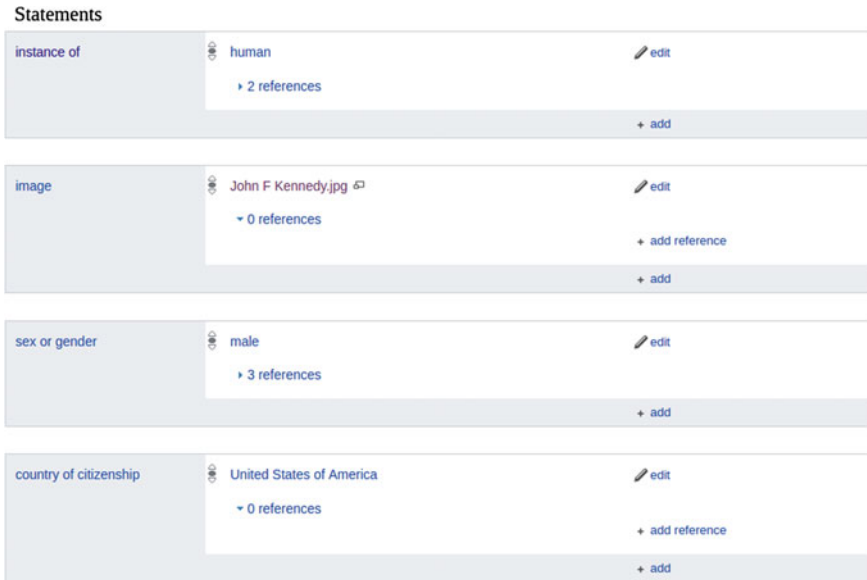 Statements
instance of human edit
2 references
+ add
image John F Kennedy.jpg edit
0 references
+ add reference
+ add
sex or gender male edit
3 references
+ add
country of citizenship United States of America edit
0 references
+ add reference
+ add